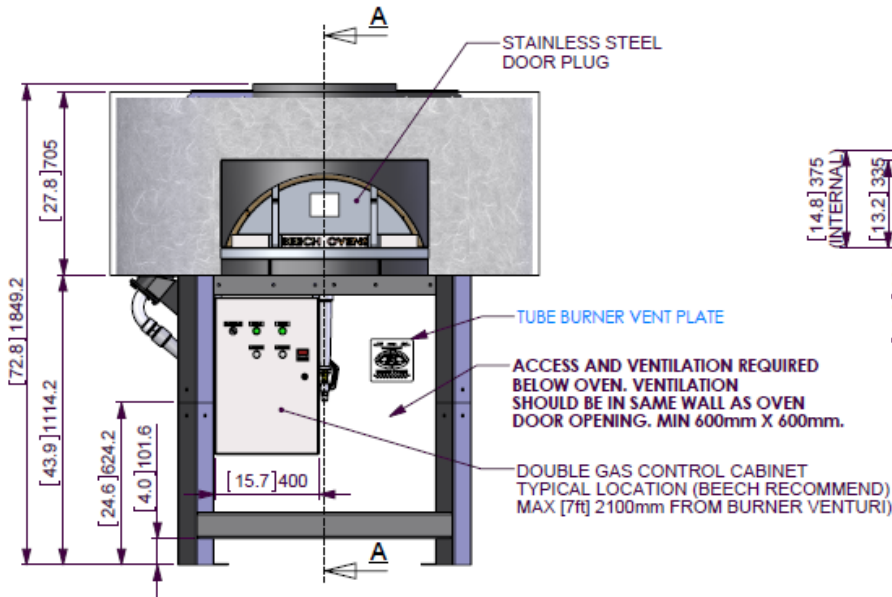 A
STAINLESS STEEL
DOOR PLUG
[27.8]705
[72.8]1849.2
[14.8] 375
(INTERNAL)
[13.2] 335
BEECH OVENS
TUBE BURNER VENT PLATE
ACCESS AND VENTILATION REQUIRED
BELOW OVEN. VENTILATION
SHOULD BE IN SAME WALL AS OVEN
DOOR OPENING. MIN 600mm X 600mm.
[43.9]1114.2
[24.6]624.2
[4.0]101.6
[15.7]400
DOUBLE GAS CONTROL CABINET
TYPICAL LOCATION (BEECH RECOMMEND)
MAX [7ft] 2100mm FROM BURNER VENTURI)
A